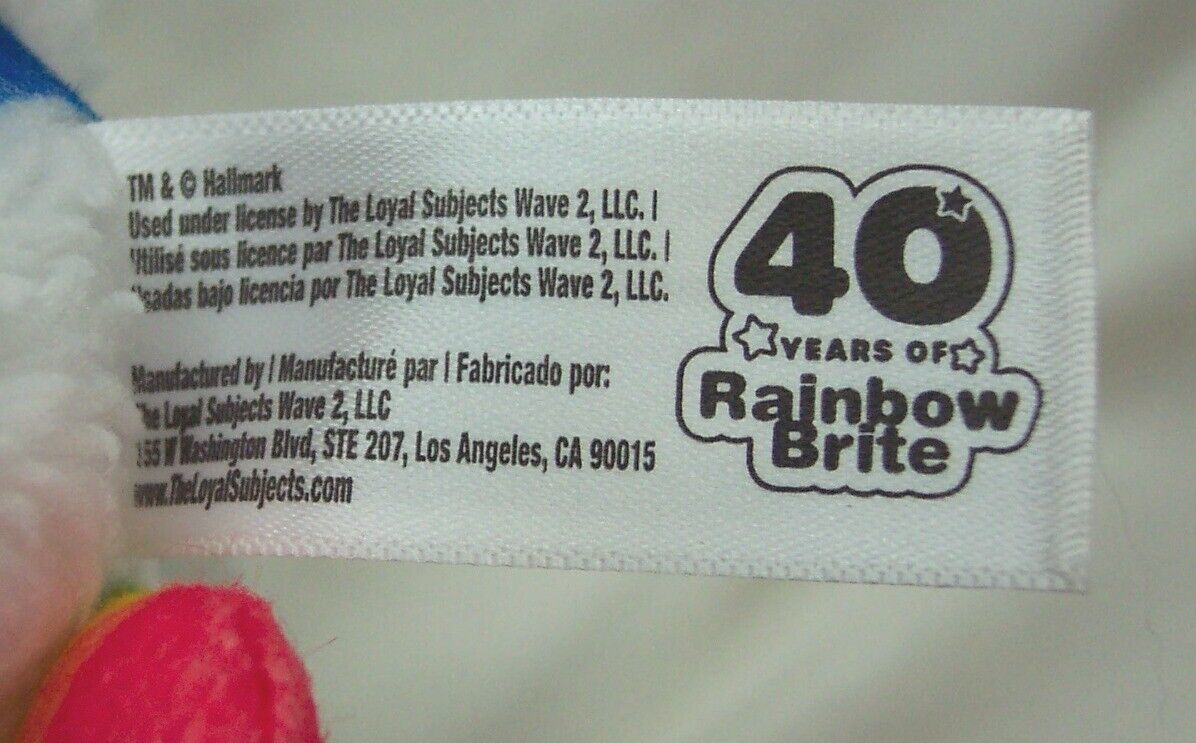 TM & © Hallmark
Used under license by The Loyal Subjects Wave 2, LLC. |
Utilisé sous licence par The Loyal Subjects Wave 2, LLC. |
Usadas bajo licencia por The Loyal Subjects Wave 2, LLC.
Manufactured by | Manufacturé par | Fabricado por:
The Loyal Subjects Wave 2, LLC
155 W Washington Blvd, STE 207, Los Angeles, CA 90015
www.TheLoyalSubjects.com
40
YEARS OF
Rainbow
Brite